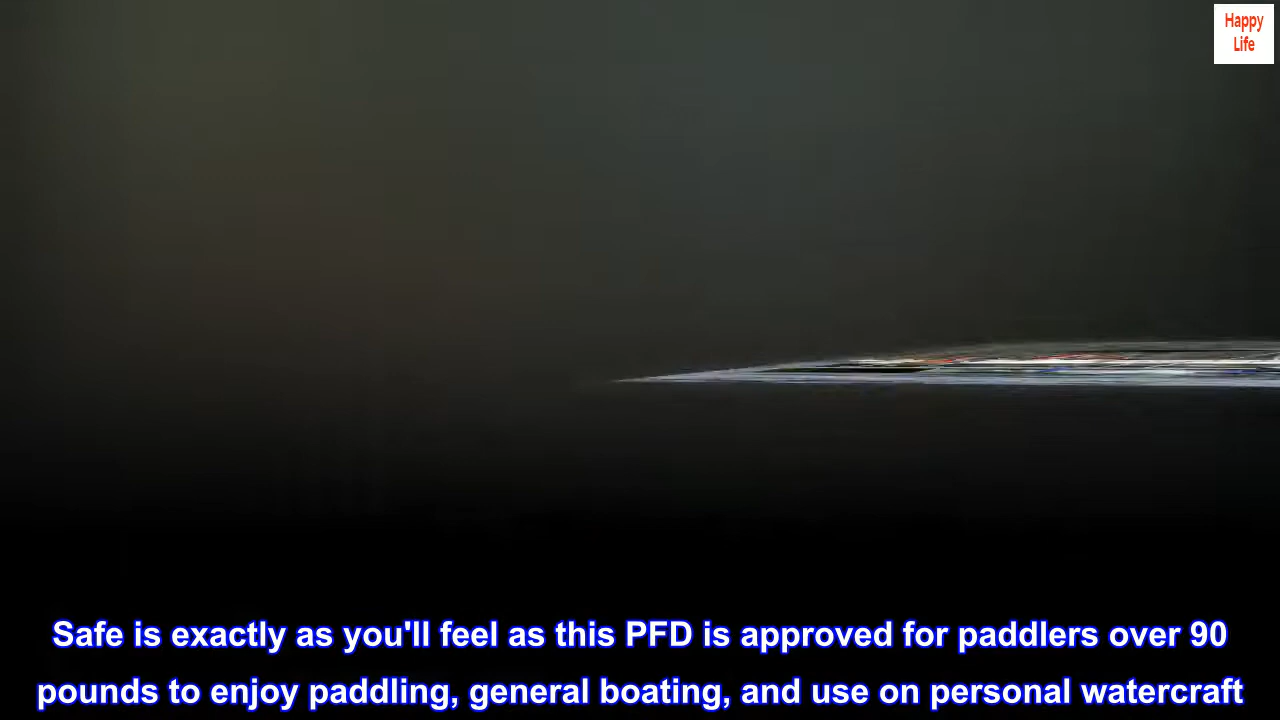 Happy
Life
Safe is exactly as you'll feel as this PFD is approved for paddlers over 90
pounds to enjoy paddling, general boating, and use on personal watercraft